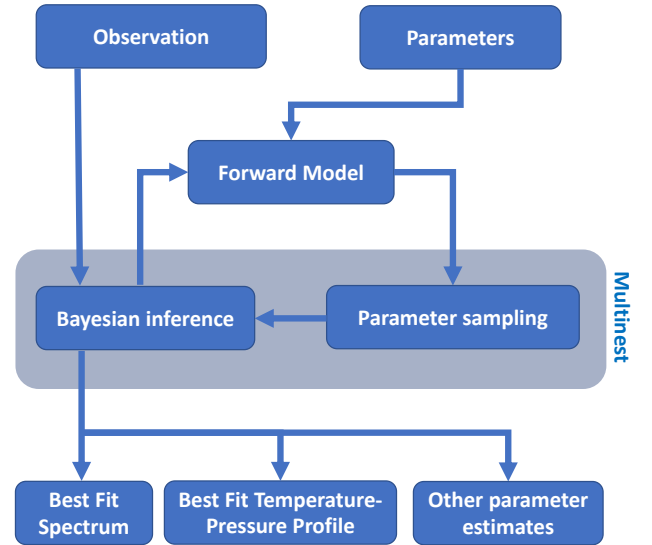 Observation
Parameters
Forward Model
Multinest
Bayesian inference
Parameter sampling
Best Fit
Spectrum
Best Fit Temperature-
Pressure Profile
Other parameter
estimates